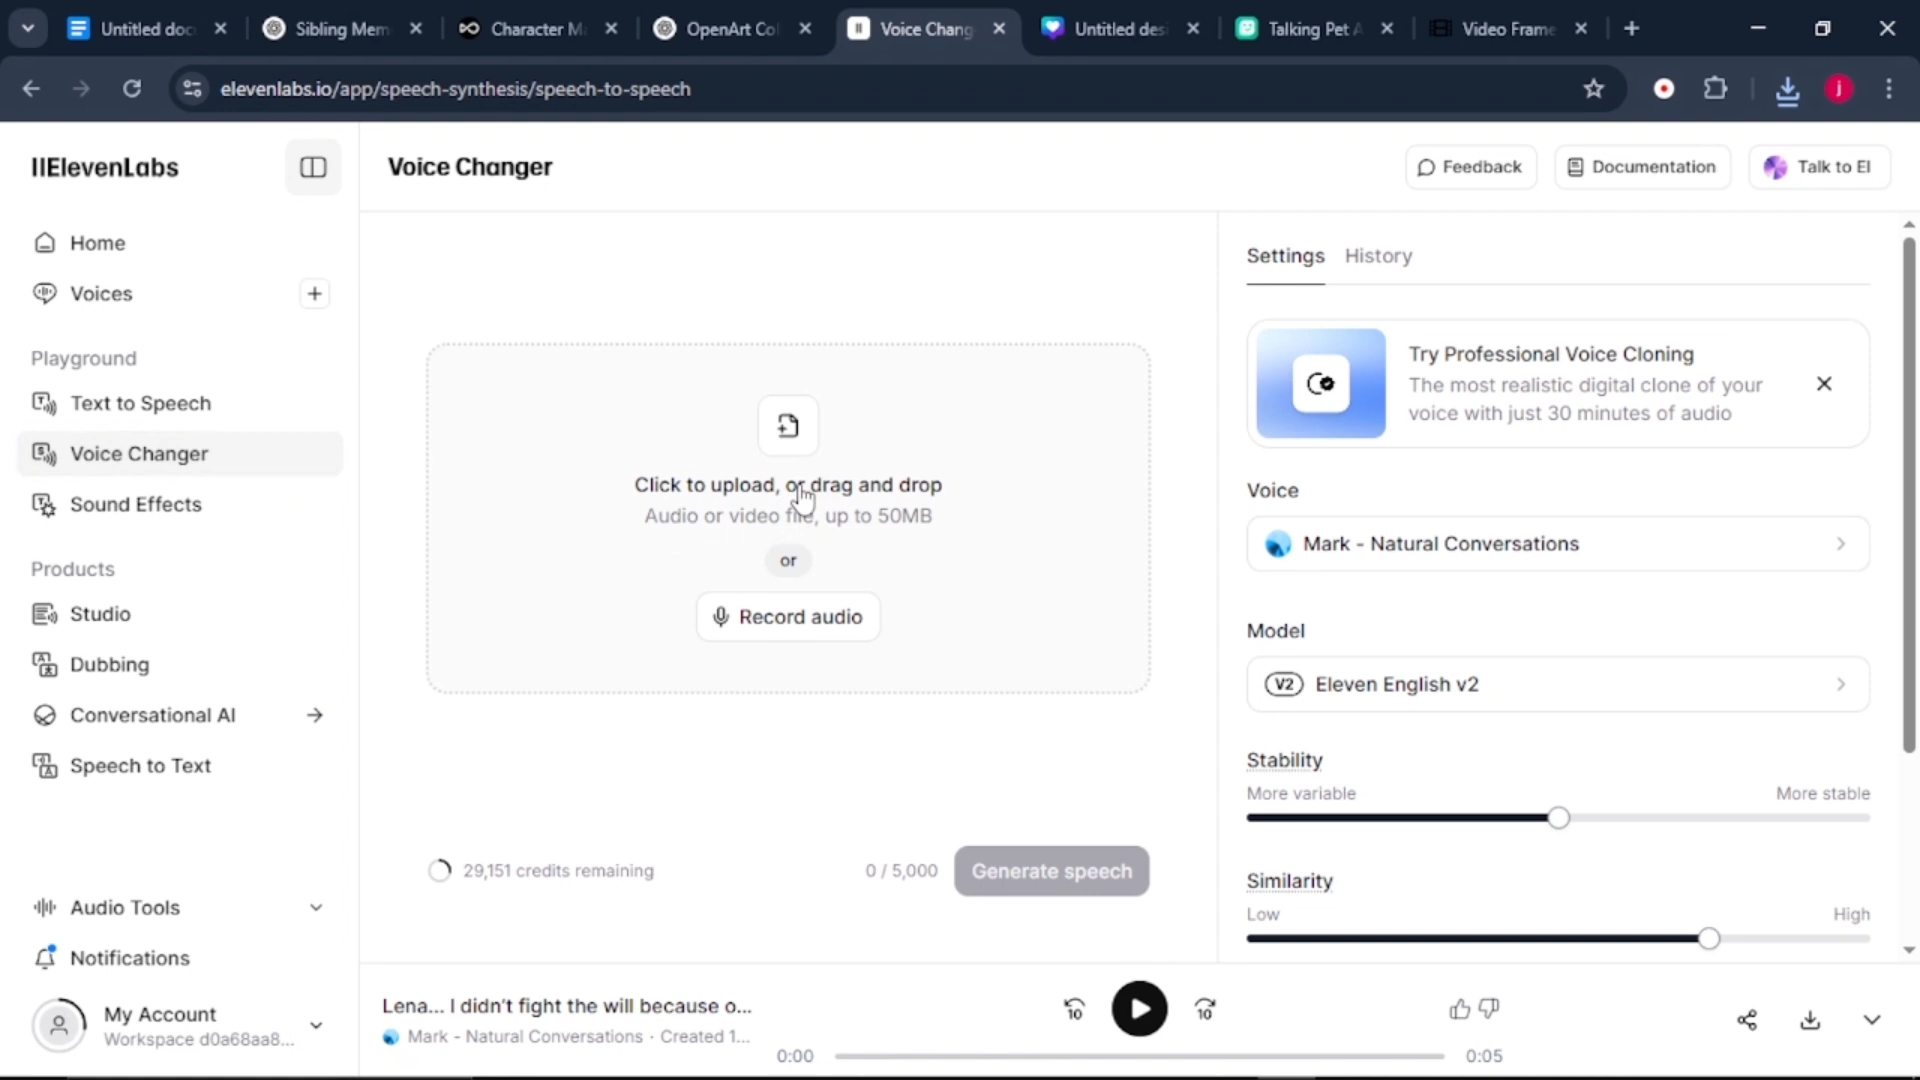 Untitled doc
Sibling Mem
Character Ma
OpenArt Col
Voice Chang
Untitled desi
Talking Pet A
Video Frame
elevenlabs.io/app/speech-synthesis/speech-to-speech
j
IIElevenLabs
Voice Changer
Feedback
Documentation
Talk to El
Home
Voices
Playground
Text to Speech
Voice Changer
Sound Effects
Products
Studio
Dubbing
Conversational AI
Speech to Text
Audio Tools
Notifications
My Account
Workspace d0a68aa8...
Click to upload, or drag and drop
Audio or video file, up to 50MB
or
Record audio
29,151 credits remaining
0 / 5,000
Generate speech
Settings
History
Try Professional Voice Cloning
The most realistic digital clone of your
voice with just 30 minutes of audio
Voice
Mark - Natural Conversations
Model
V2 Eleven English v2
Stability
More variable
More stable
Similarity
Low
High
Lena... I didn't fight the will because o...
Mark - Natural Conversations · Created 1...
10
10
0:00
0:05